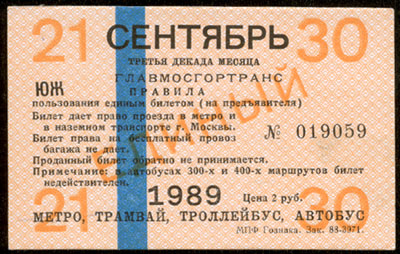 21 СЕНТЯБРЬ 30
ТРЕТЬЯ ДЕКАДА МЕСЯЦА
ГЛАВМОСГОРТРАНС
ЮЖ ПРАВИЛА
пользования единым билетом (на предъявителя)
Билет дает право проезда в метро и
в наземном транспорте г. Москвы.
Билет права на бесплатный провоз
багажа не дает.
№ 019059
Проданный билет обратно не принимается.
Примечание: в автобусах 300-х и 400-х маршрутов билет
недействителен.
ЕДИНЫЙ
21 1989 Цена 2 руб. 30
МЕТРО, ТРАМВАЙ, ТРОЛЛЕЙБУС, АВТОБУС
МПФ Гознака. Зак. 88-3971.